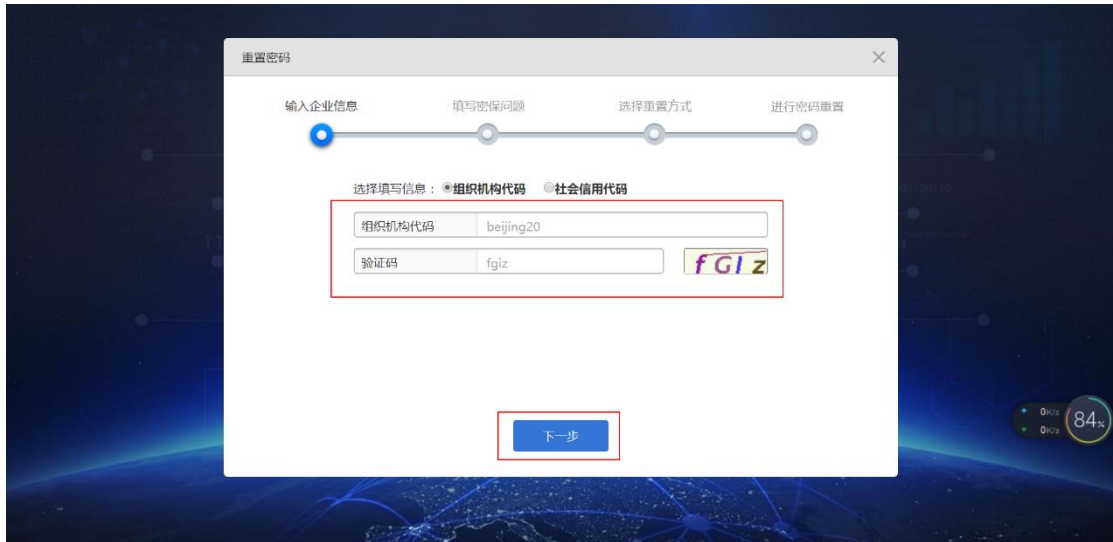 重置密码
输入企业信息 填写密保问题 选择重置方式 进行密码重置
选择填写信息： 组织机构代码 社会信用代码
组织机构代码 beijing20
验证码 fgiz fGIz
下一步
0K/s
0K/s
84%